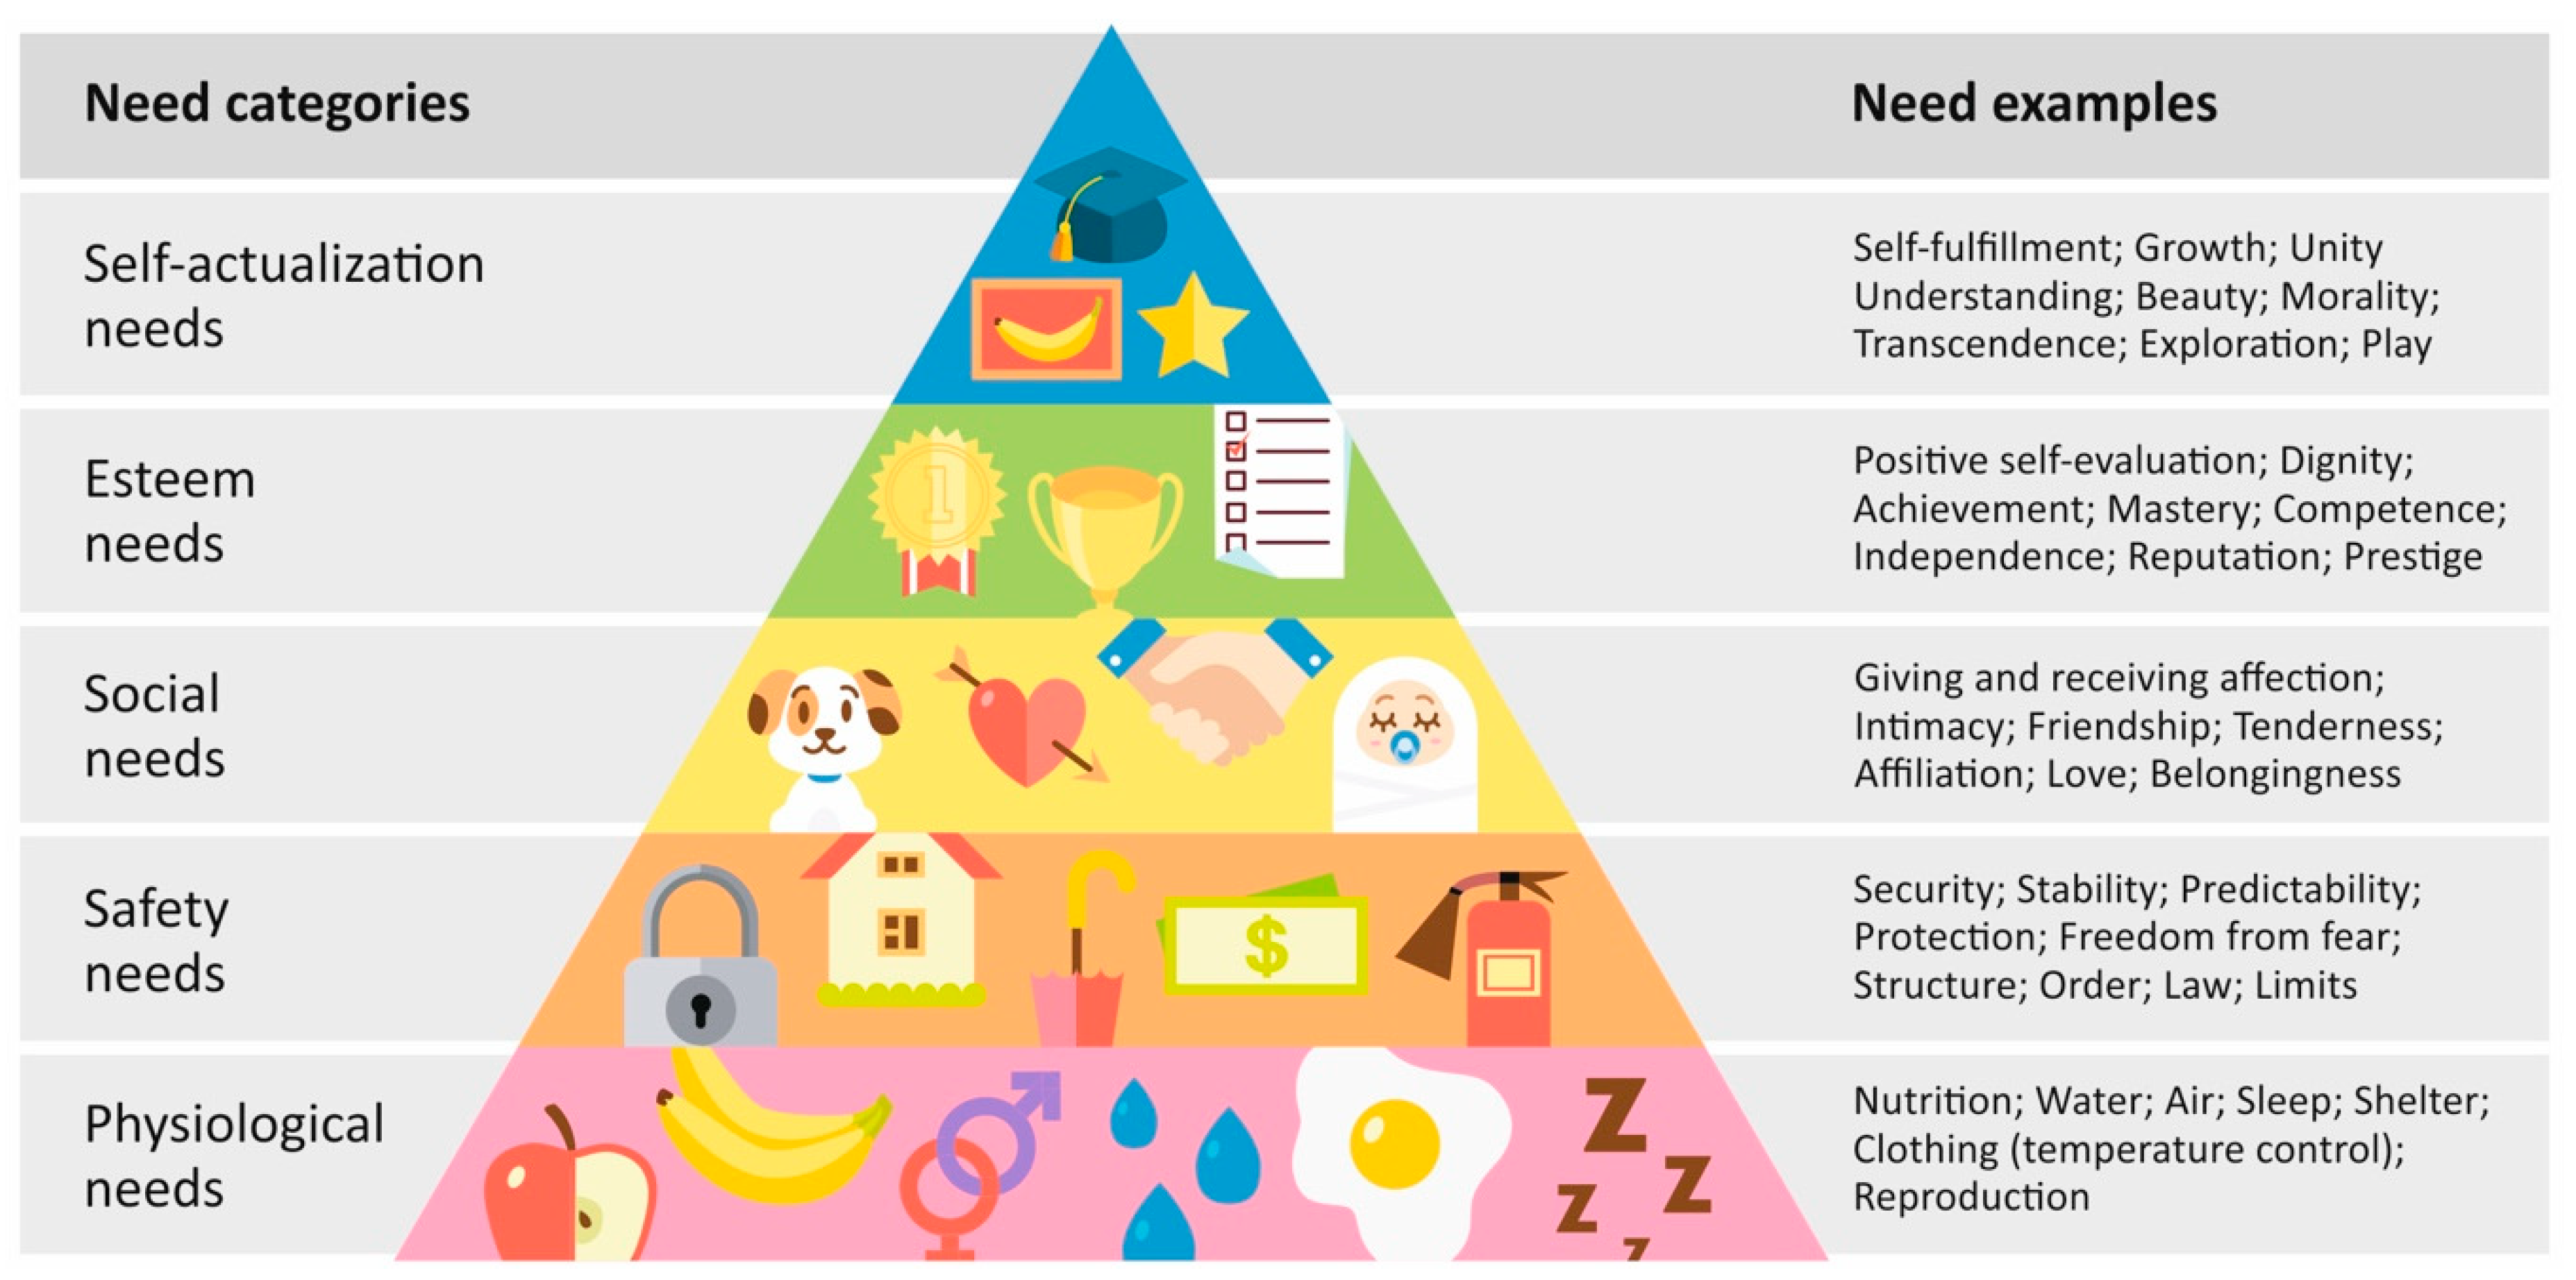 Need categories
Need examples
Self-actualization
needs
Self-fulfillment; Growth; Unity
Understanding; Beauty; Morality;
Transcendence; Exploration; Play
1
Esteem
needs
Positive self-evaluation; Dignity;
Achievement; Mastery; Competence;
Independence; Reputation; Prestige
Social
needs
Giving and receiving affection;
Intimacy; Friendship; Tenderness;
Affiliation; Love; Belongingness
Safety
needs
$
Security; Stability; Predictability;
Protection; Freedom from fear;
Structure; Order; Law; Limits
Physiological
needs
Z
Z
Z
Z
Nutrition; Water; Air; Sleep; Shelter;
Clothing (temperature control);
Reproduction